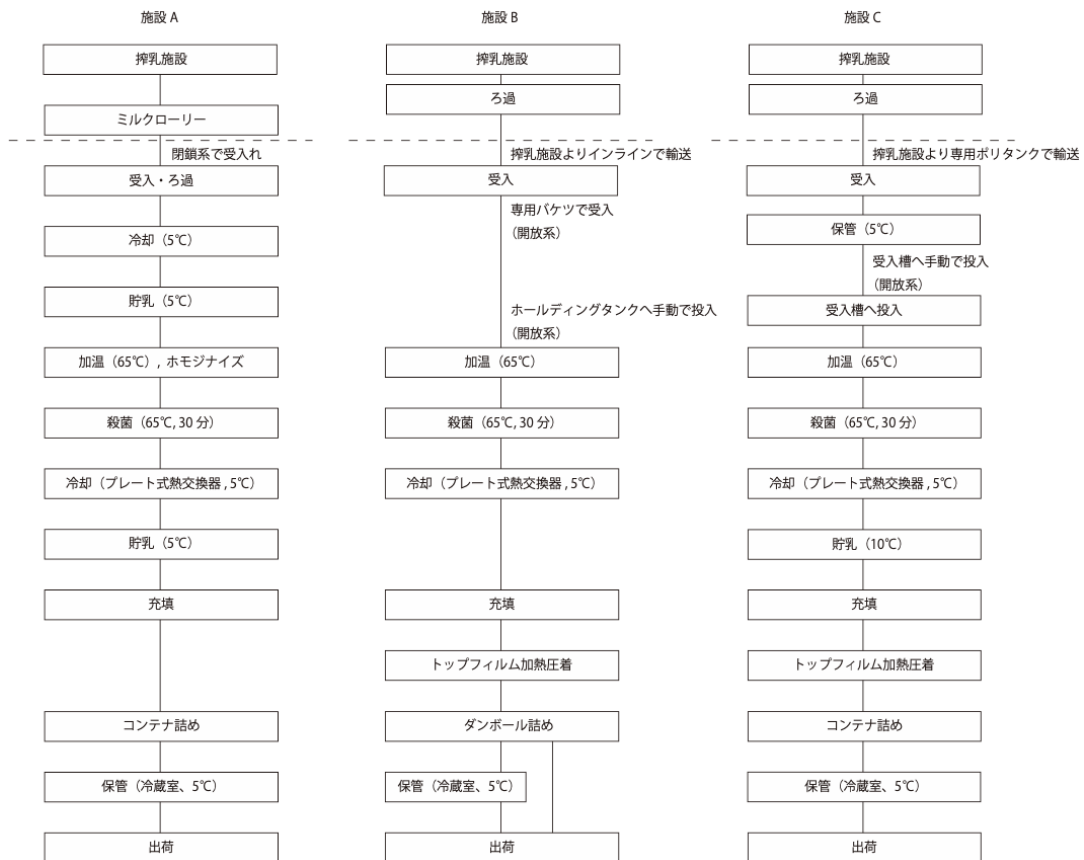 施設 A
搾乳施設
ミルクローリー
閉鎖系で受入れ
受入・ろ過
冷却（5℃）
貯乳（5℃）
加温（65℃）, ホモジナイズ
殺菌（65℃, 30 分）
冷却（プレート式熱交換器 , 5℃）
貯乳（5℃）
充填
コンテナ詰め
保管（冷蔵室、5℃）
出荷
施設 B
搾乳施設
ろ過
搾乳施設よりインラインで輸送
受入
専用バケツで受入
（開放系）
ホールディングタンクへ手動で投入
（開放系）
加温（65℃）
殺菌（65℃, 30 分）
冷却（プレート式熱交換器 , 5℃）
充填
トップフィルム加熱圧着
ダンボール詰め
保管（冷蔵室、5℃）
出荷
施設 C
搾乳施設
ろ過
搾乳施設より専用ポリタンクで輸送
受入
保管（5℃）
受入槽へ手動で投入
（開放系）
受入槽へ投入
加温（65℃）
殺菌（65℃, 30 分）
冷却（プレート式熱交換器 , 5℃）
貯乳（10℃）
充填
トップフィルム加熱圧着
コンテナ詰め
保管（冷蔵室、5℃）
出荷